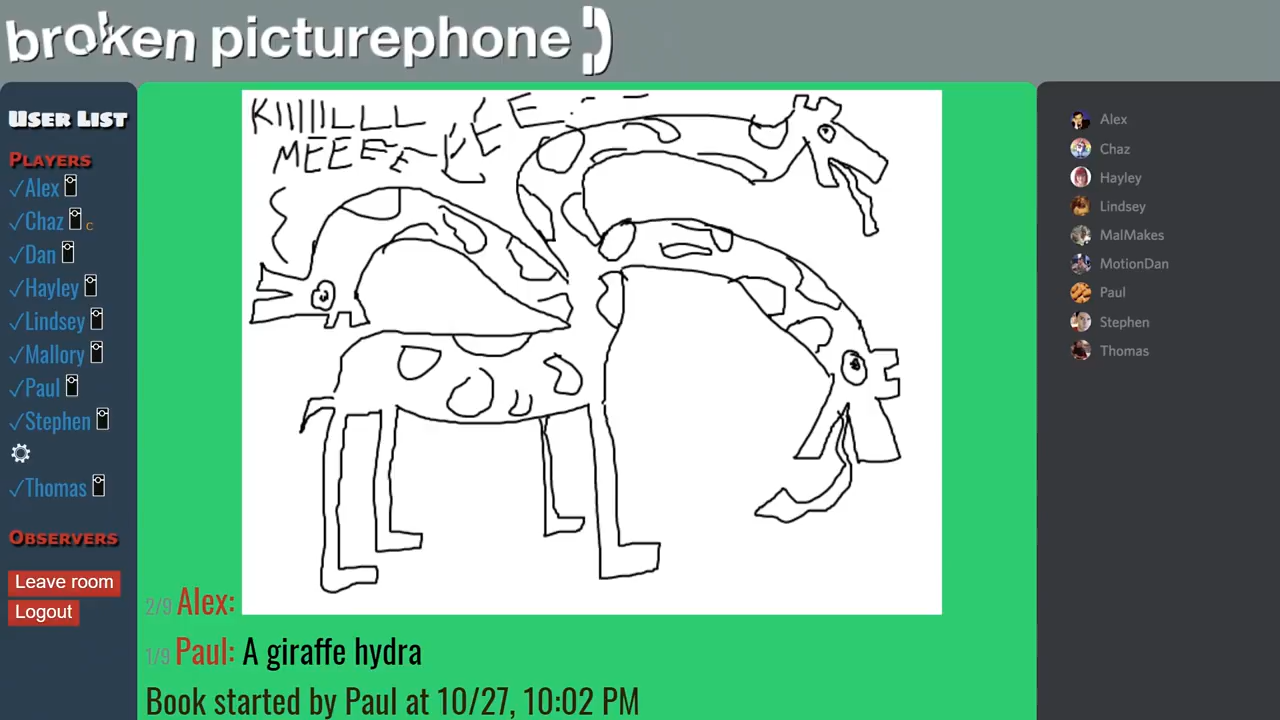 broken picturephone
User List
Players
✓Alex
✓Chaz C
✓Dan
✓Hayley
✓Lindsey
✓Mallory
✓Paul
✓Stephen
✓Thomas
Observers
Leave room
Logout
KIIIIILLL
MEEEE
2/9 Alex:
1/9 Paul: A giraffe hydra
Book started by Paul at 10/27, 10:02 PM
Alex
Chaz
Hayley
Lindsey
MalMakes
MotionDan
Paul
Stephen
Thomas